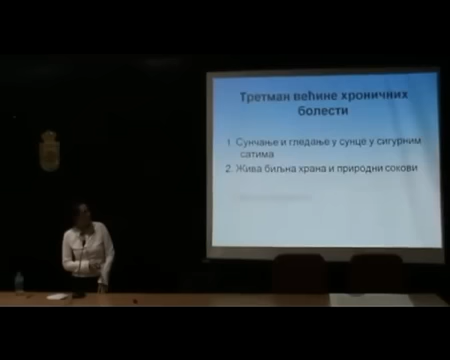 Третман већине хроничних
болести
1. Сунчање и гледање у сунце у сигурним
сатима
2. Жива биљна храна и природни сокови